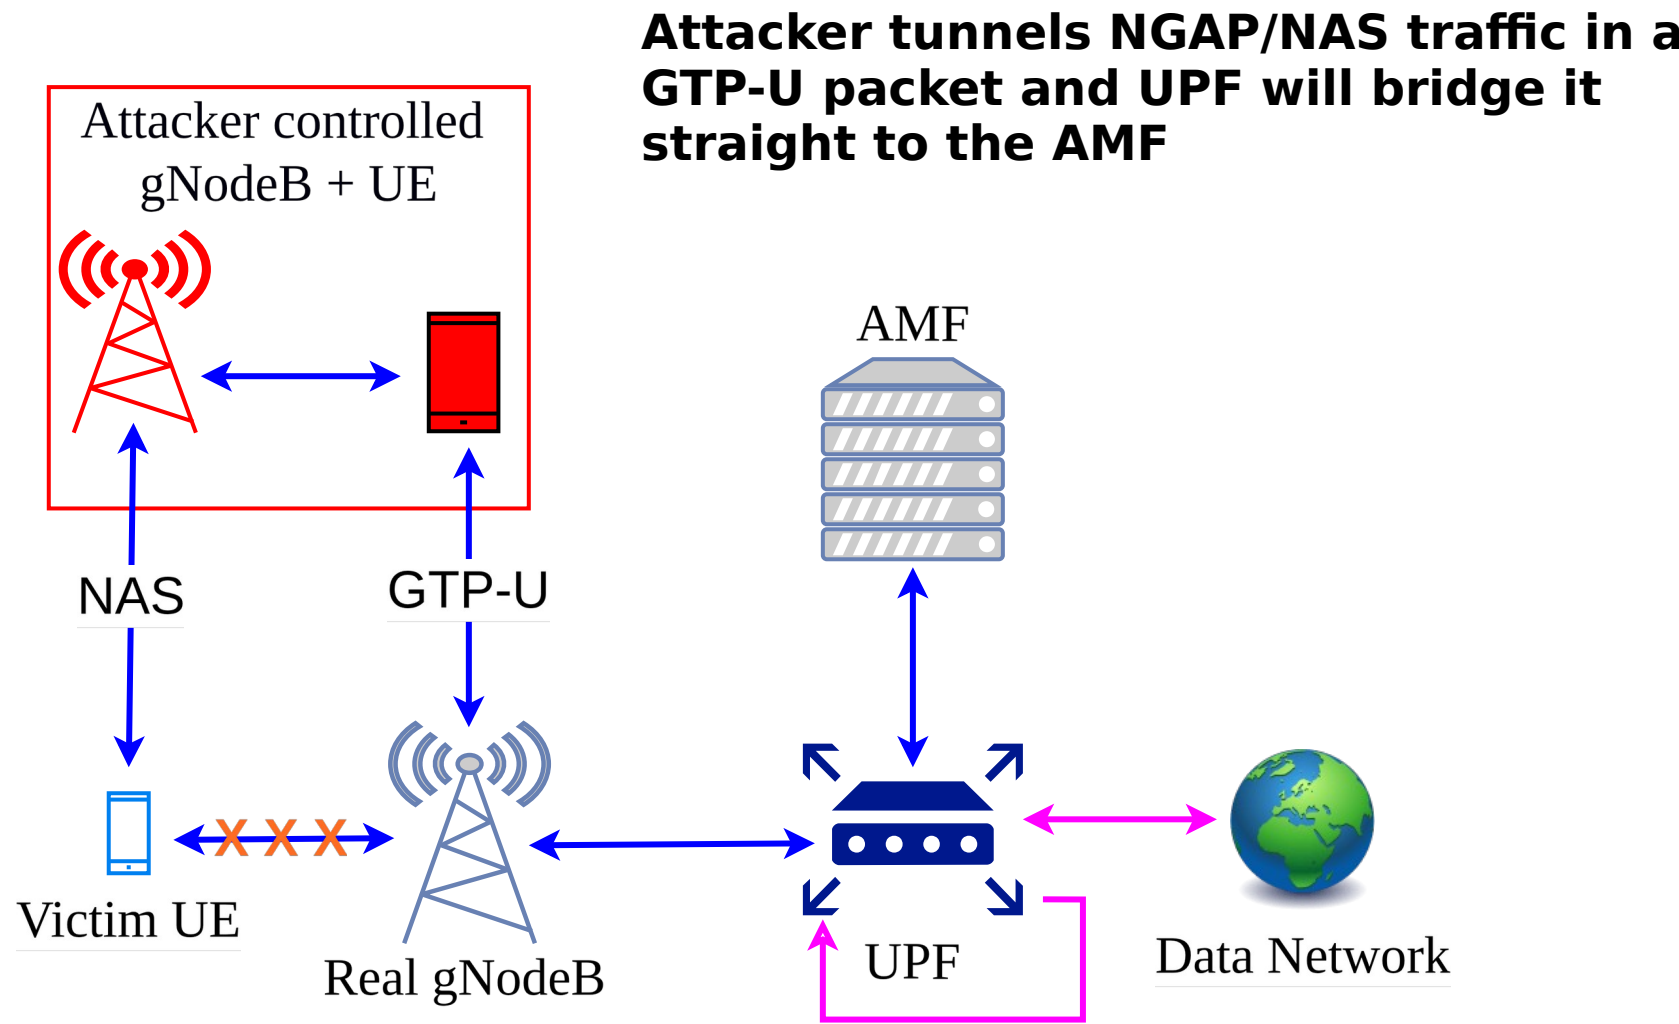 Attacker tunnels NGAP/NAS traffic in a
GTP-U packet and UPF will bridge it
straight to the AMF
Attacker controlled
gNodeB + UE
AMF
NAS
GTP-U
X X X
Victim UE
Real gNodeB
UPF
Data Network